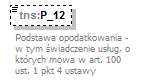 tns:P_12
Podstawa opodatkowania -
w tym świadczenie usług, o
których mowa w art. 100
ust. 1 pkt 4 ustawy